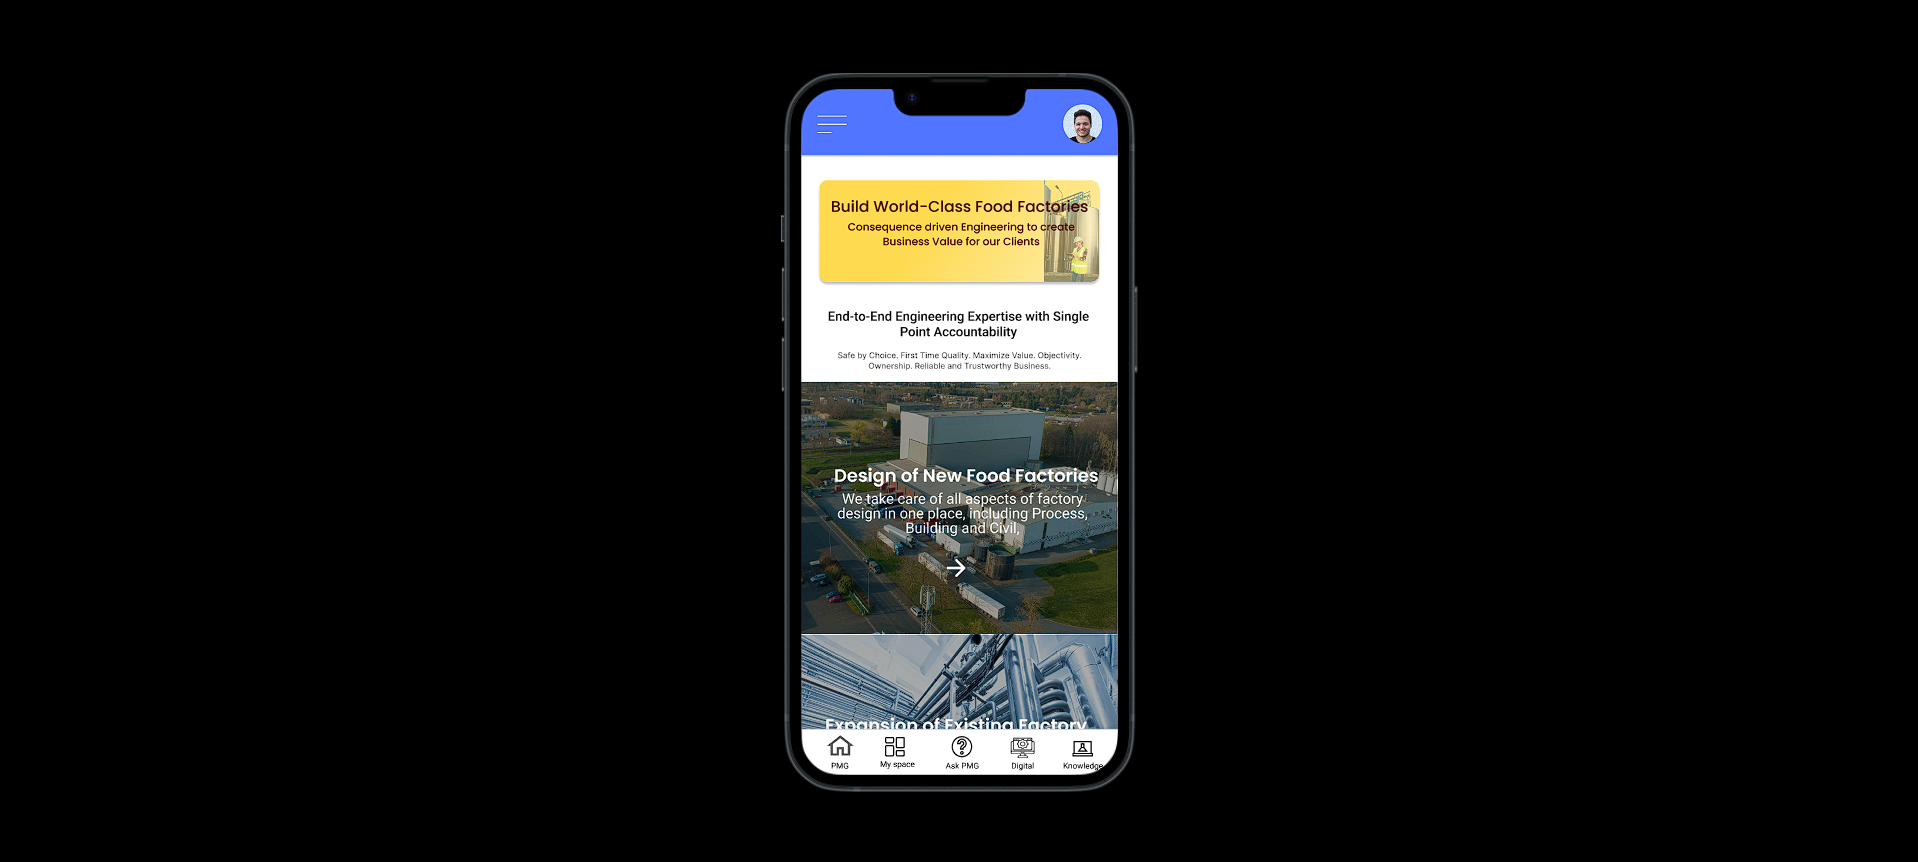 Build World-Class Food Factories
Consequence driven Engineering to create
Business Value for our Clients
End-to-End Engineering Expertise with Single
Point Accountability
Safe by Choice. First Time Quality. Maximize Value. Objectivity.
Ownership. Reliable and Trustworthy Business.
Design of New Food Factories
We take care of all aspects of factory
design in one place, including Process,
Building and Civil,
Expansion of Existing Factory
PMG
My space
Ask PMG
Digital
Knowledge